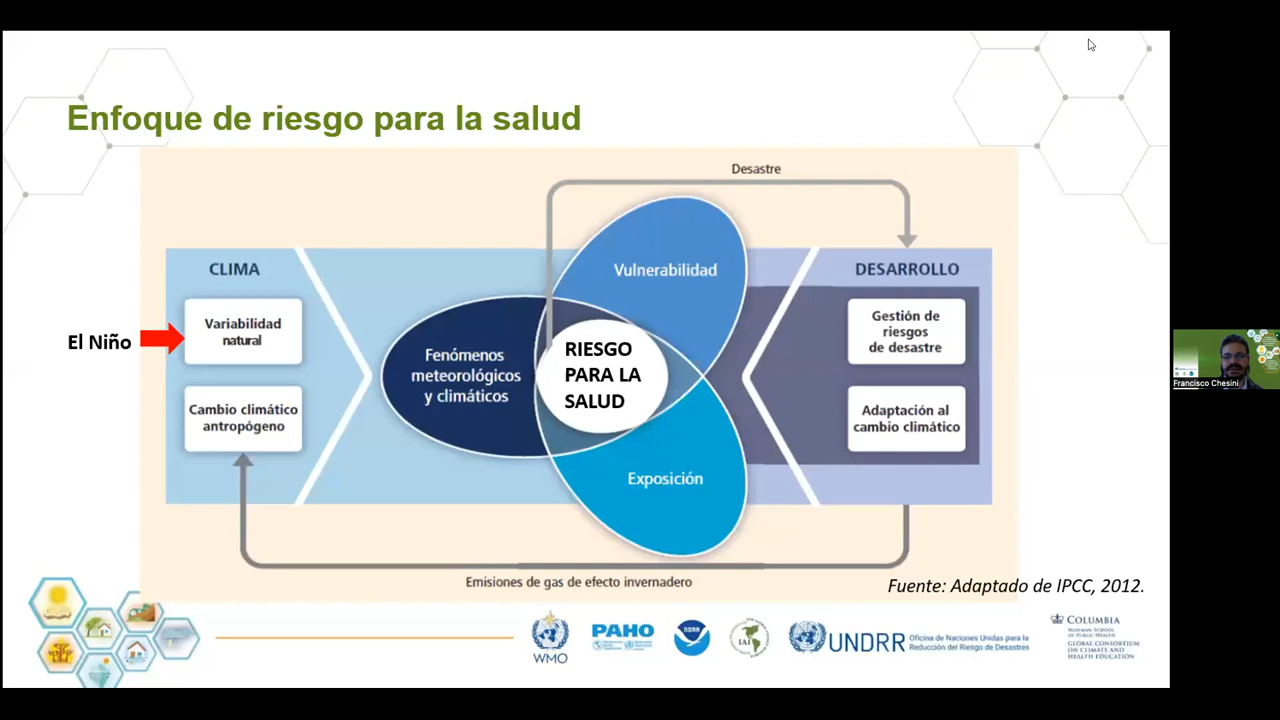 Enfoque de riesgo para la salud
Desastre
CLIMA
Vulnerabilidad
DESARROLLO
El Niño
Variabilidad
natural
Fenómenos
meteorológicos
y climáticos
RIESGO
PARA LA
SALUD
Gestión de
riesgos
de desastre
Cambio climático
antropógeno
Adaptación al
cambio climático
Exposición
Emisiones de gas de efecto invernadero
Fuente: Adaptado de IPCC, 2012.
WMO
PAHO
NOAA
IAI
UNDRR
Oficina de Naciones Unidas para la
Reducción del Riesgo de Desastres
COLUMBIA
MAILMAN SCHOOL
OF PUBLIC HEALTH
GLOBAL CONSORTIUM
ON CLIMATE AND
HEALTH EDUCATION
Francisco Chesini